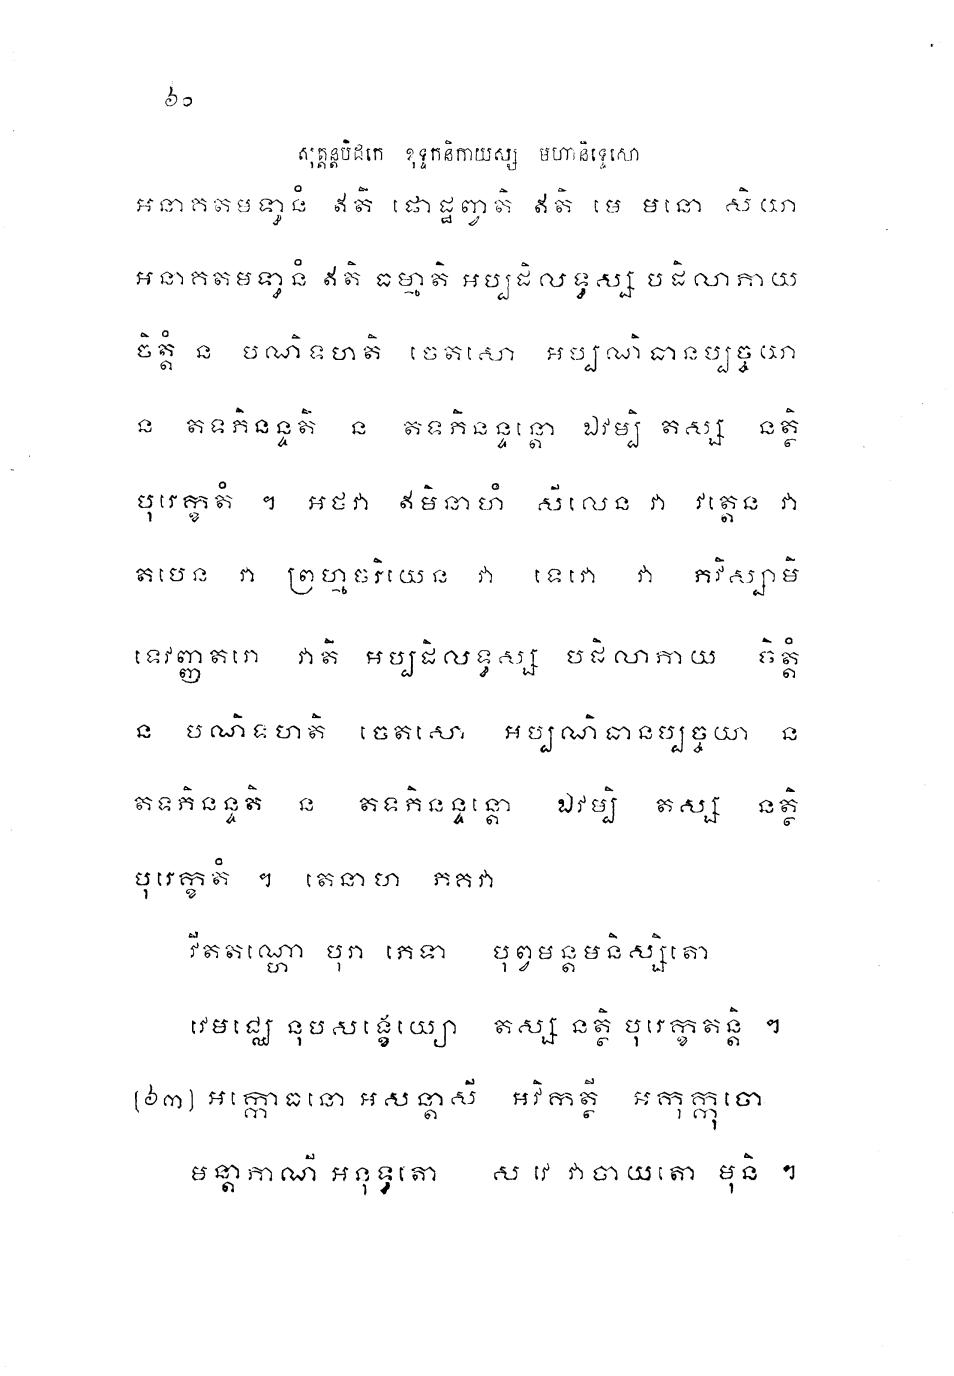 ៦០
សុត្តន្តបិដកេ ខុទ្ទកនិកាយស្ស មហានិទ្ទេសោ
អនាគតមទ្ធានំ ឥតិ ផោដ្ឋព្វាតិ ឥតិ មេ មនោ សិយា
អនាគតមទ្ធានំ ឥតិ ធម្មាតិ អប្បដិលទ្ធស្ស បដិលាភាយ
ចិត្តំ ន បណិទហតិ ចេតសោ អប្បណិធានប្បច្ចយា
ន តទភិនន្ទតិ ន តទភិនន្ទន្តោ ឯវម្បិ តស្ស នត្ថិ
បុរេក្ខតំ ។ អថវា ឥមិនាហំ សីលេន វា វត្តេន វា
តបេន វា ព្រហ្មចរិយេន វា ទេវោ វា ភវិស្សាមិ
ទេវញ្ញតរោ វាតិ អប្បដិលទ្ធស្ស បដិលាភាយ ចិត្តំ
ន បណិទហតិ ចេតសោ អប្បណិធានប្បច្ចយា ន
តទភិនន្ទតិ ន តទភិនន្ទន្តោ ឯវម្បិ តស្ស នត្ថិ
បុរេក្ខតំ ។ តេនាហ ភគវា
វីតតណ្ហោ បុរា ភេទា បុព្វមន្តមនិស្សិតោ
វេមជ្ឈេ នុបសង្ខេយ្យោ តស្ស នត្ថិ បុរេក្ខតន្តិ ។
(៦៣) អក្កោធនោ អសន្តាសី អវិកត្ថី អកុក្កុចោ
មន្តាភាណី អនុទ្ធតោ ស វេ វាចាយតោ មុនិ ។